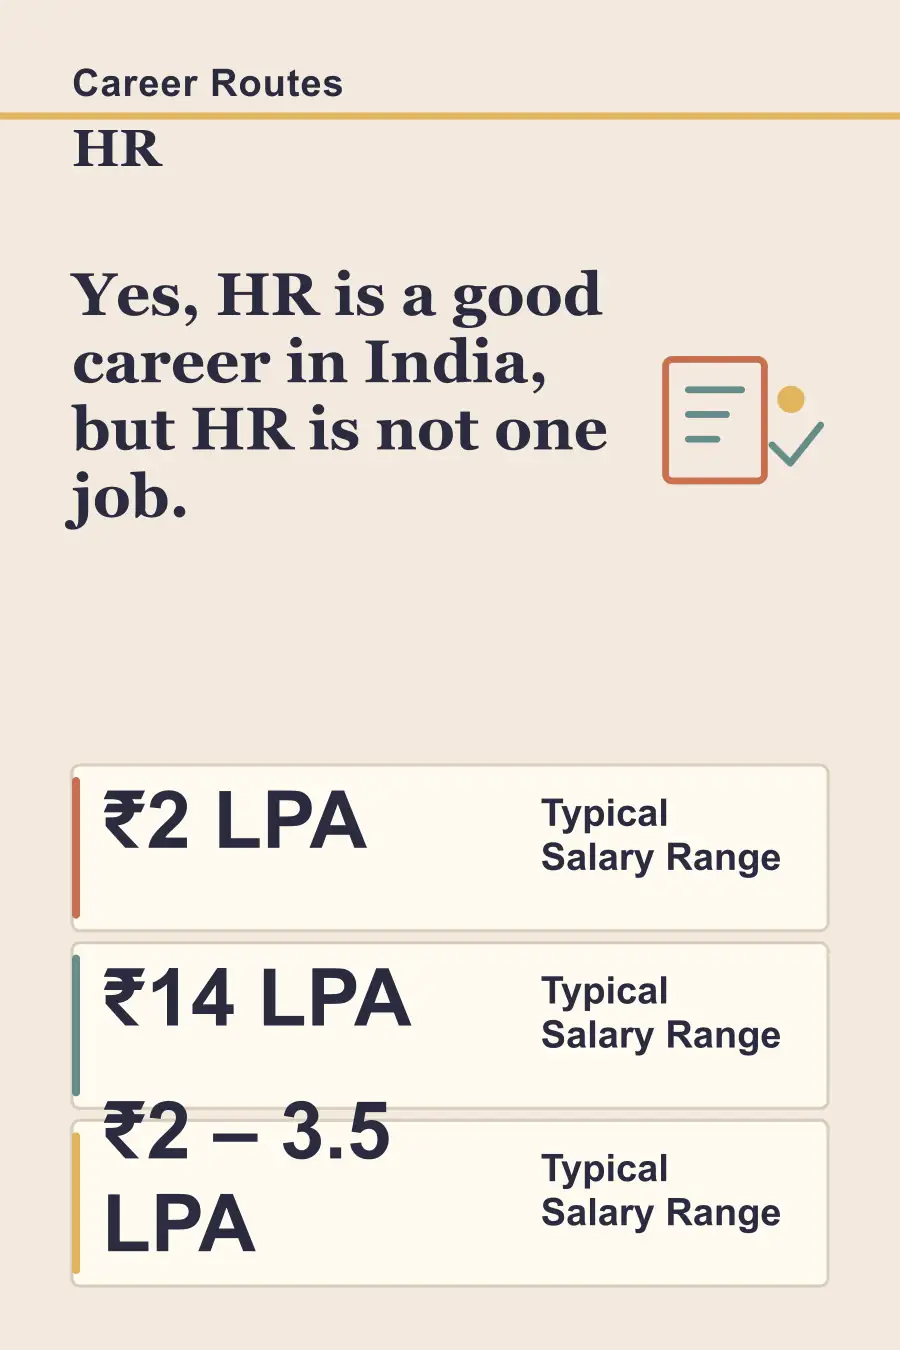 Career Routes
HR
Yes, HR is a good
career in India,
but HR is not one
job.
₹2 LPA
Typical
Salary Range
₹14 LPA
Typical
Salary Range
₹2 – 3.5
LPA
Typical
Salary Range